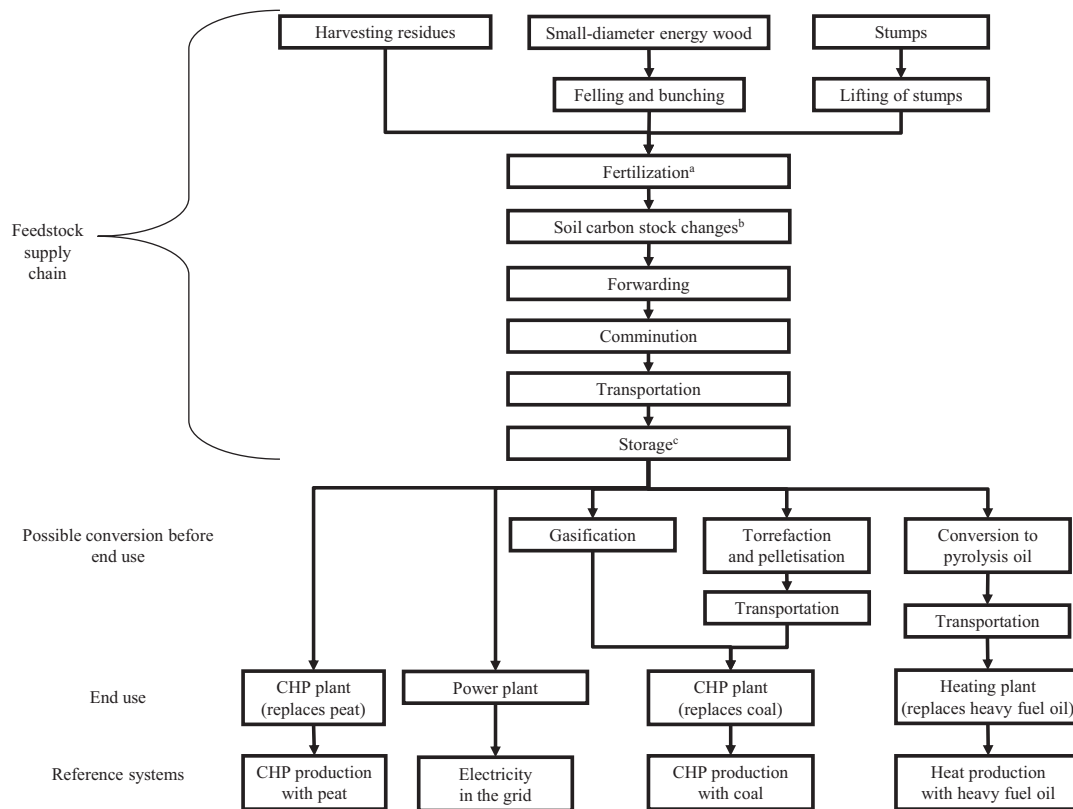 Harvesting residues
Small-diameter energy wood
Stumps
Felling and bunching
Lifting of stumps
Fertilizationᵃ
Soil carbon stock changesᵇ
Feedstock
supply
chain
Forwarding
Comminution
Transportation
Storageᶜ
Possible conversion before
end use
Gasification
Torrefaction
and pelletisation
Conversion to
pyrolysis oil
Transportation
Transportation
End use
CHP plant
(replaces peat)
Power plant
CHP plant
(replaces coal)
Heating plant
(replaces heavy fuel oil)
Reference systems
CHP production
with peat
Electricity
in the grid
CHP production
with coal
Heat production
with heavy fuel oil